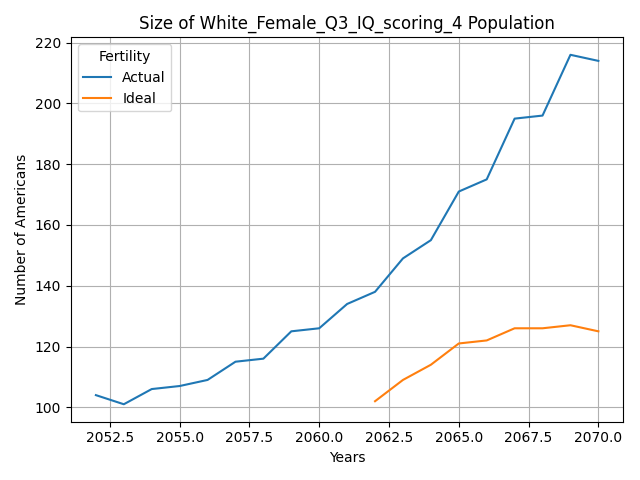 Size of White_Female_Q3_IQ_scoring_4 Population
Fertility
Actual
Ideal
Number of Americans
220
200
180
160
140
120
100
2052.5 2055.0 2057.5 2060.0 2062.5 2065.0 2067.5 2070.0
Years